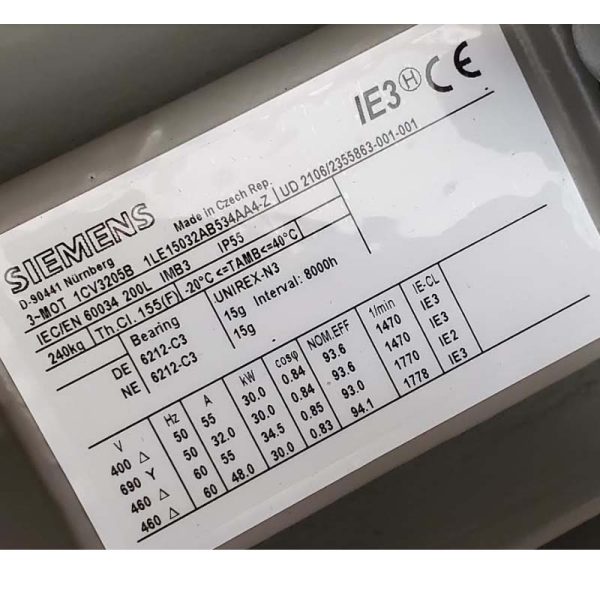 IE3 H CE
SIEMENS
D-90441 Nürnberg Made in Czech Rep.
3~MOT 1CV3205B 1LE15032AB534AA4-Z UD 2106/2355863-001-001
IEC/EN 60034 200L IMB3 IP55
240kg Th.Cl. 155(F) -20°C <=TAMB<=40°C
Bearing UNIREX-N3
DE 6212-C3 15g Interval: 8000h
NE 6212-C3 15g
V Hz A kW cosφ NOM.EFF 1/min IE-CL
400 Δ 50 55 30.0 0.84 93.6 1470 IE3
690 Y 50 32.0 30.0 0.84 93.6 1470 IE3
460 Δ 60 55 34.5 0.85 93.0 1770 IE2
460 Δ 60 48.0 30.0 0.83 94.1 1778 IE3